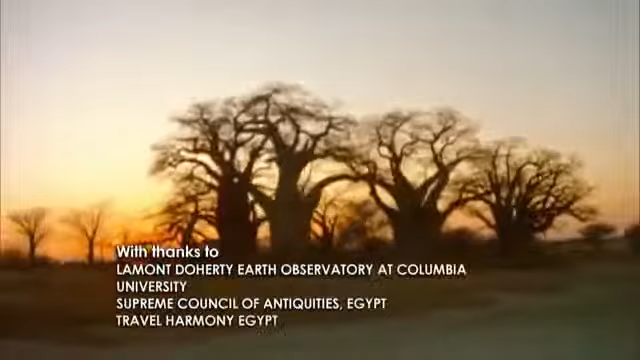 With thanks to
LAMONT DOHERTY EARTH OBSERVATORY AT COLUMBIA
UNIVERSITY
SUPREME COUNCIL OF ANTIQUITIES, EGYPT
TRAVEL HARMONY EGYPT